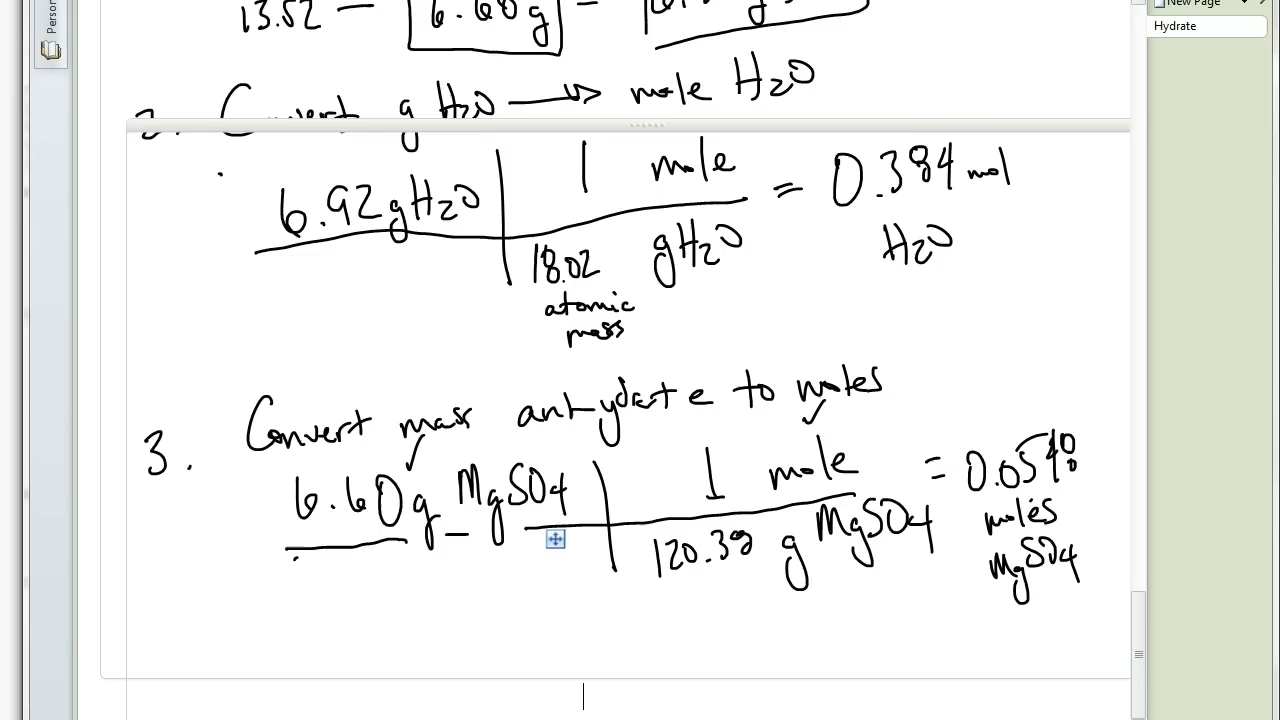 New Page
Hydrate
Person
13.52 - 6.60 g =
2. Convert g H2O → mole H2O
6.92 g H2O | 1 mole = 0.384 mol
18.02 g H2O H2O
atomic
mass
3. Convert mass anhydrate to moles
6.60 g MgSO4 | 1 mole = 0.0548
120.38 g MgSO4 moles
MgSO4